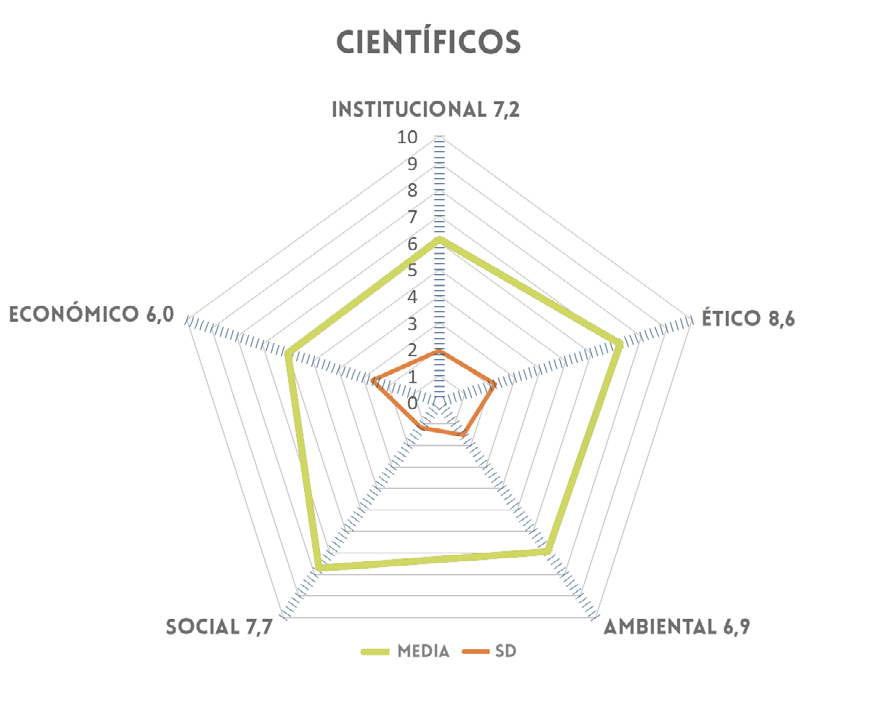 CIENTÍFICOS
INSTITUCIONAL 7,2
10
9
8
7
6
5
4
3
2
1
0
ECONÓMICO 6,0
ÉTICO 8,6
SOCIAL 7,7
AMBIENTAL 6,9
MEDIA SD